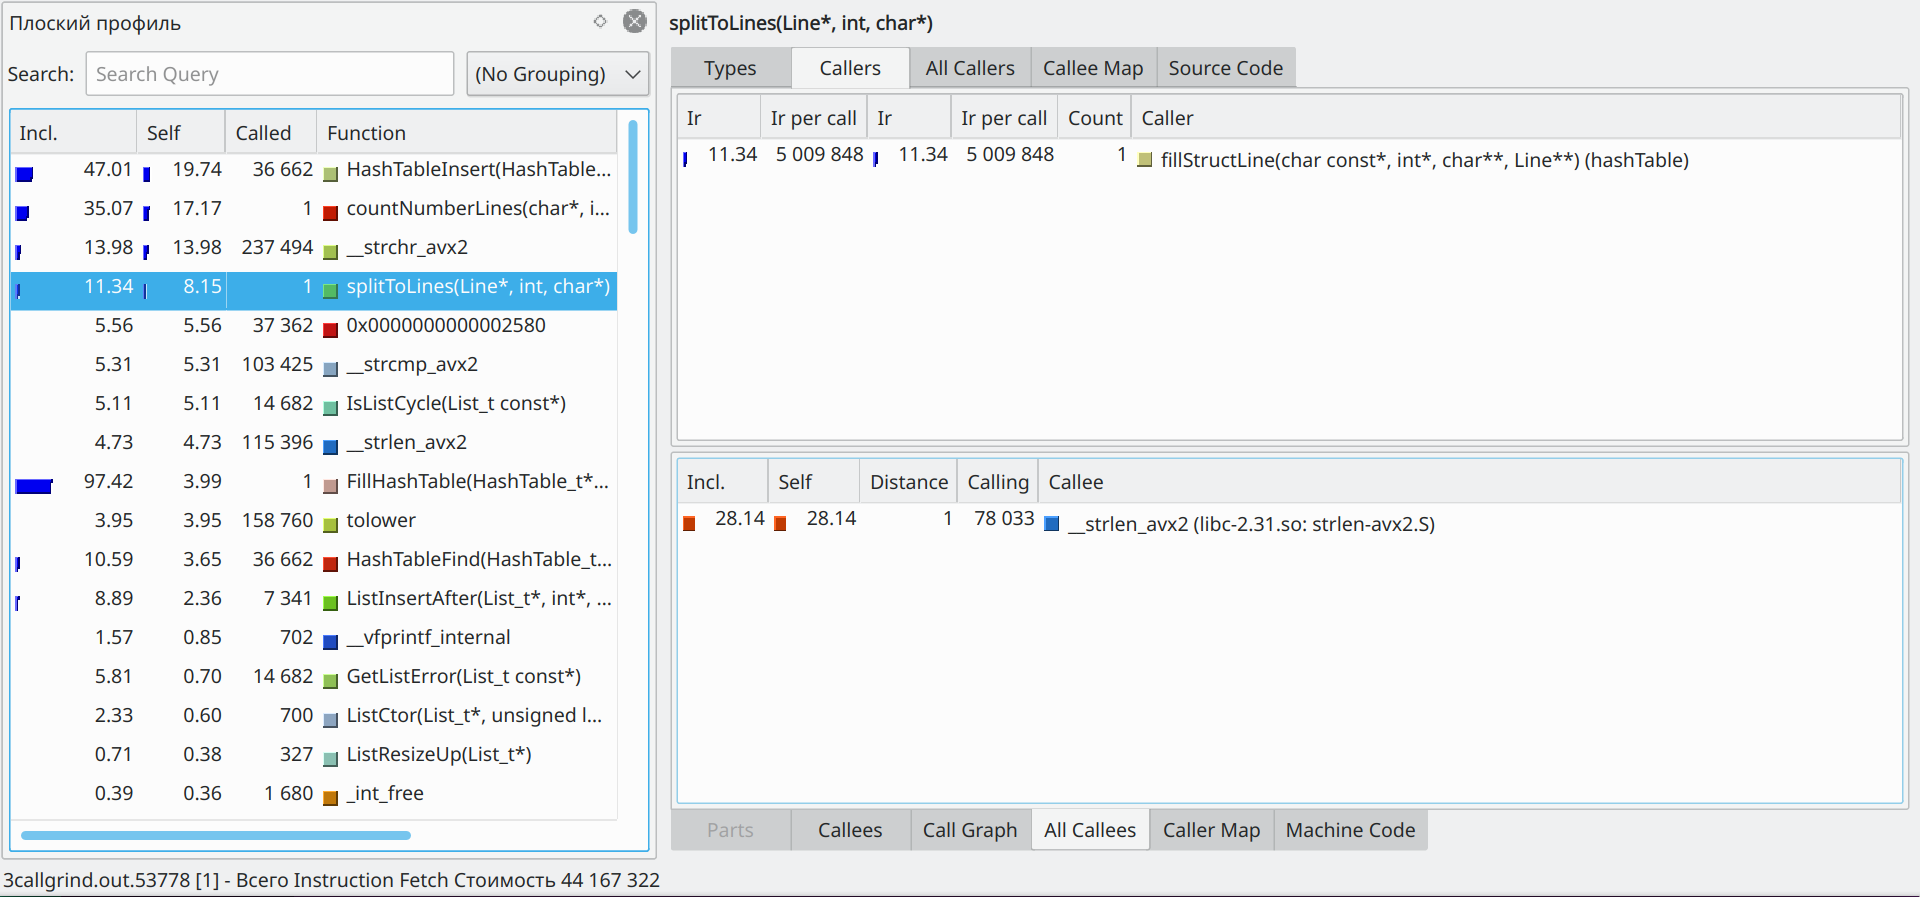 Плоский профиль
Search: Search Query (No Grouping)
Incl. Self Called Function
47.01 19.74 36 662 HashTableInsert(HashTable...
35.07 17.17 1 countNumberLines(char*, i...
13.98 13.98 237 494 __strchr_avx2
11.34 8.15 1 splitToLines(Line*, int, char*)
5.56 5.56 37 362 0x0000000000002580
5.31 5.31 103 425 __strcmp_avx2
5.11 5.11 14 682 IsListCycle(List_t const*)
4.73 4.73 115 396 __strlen_avx2
97.42 3.99 1 FillHashTable(HashTable_t*...
3.95 3.95 158 760 tolower
10.59 3.65 36 662 HashTableFind(HashTable_t...
8.89 2.36 7 341 ListInsertAfter(List_t*, int*, ...
1.57 0.85 702 __vfprintf_internal
5.81 0.70 14 682 GetListError(List_t const*)
2.33 0.60 700 ListCtor(List_t*, unsigned l...
0.71 0.38 327 ListResizeUp(List_t*)
0.39 0.36 1 680 _int_free
splitToLines(Line*, int, char*)
Types Callers All Callers Callee Map Source Code
Ir Ir per call Ir Ir per call Count Caller
11.34 5 009 848 11.34 5 009 848 1 fillStructLine(char const*, int*, char**, Line**) (hashTable)
Incl. Self Distance Calling Callee
28.14 28.14 1 78 033 __strlen_avx2 (libc-2.31.so: strlen-avx2.S)
Parts Callees Call Graph All Callees Caller Map Machine Code
3callgrind.out.53778 [1] - Всего Instruction Fetch Стоимость 44 167 322